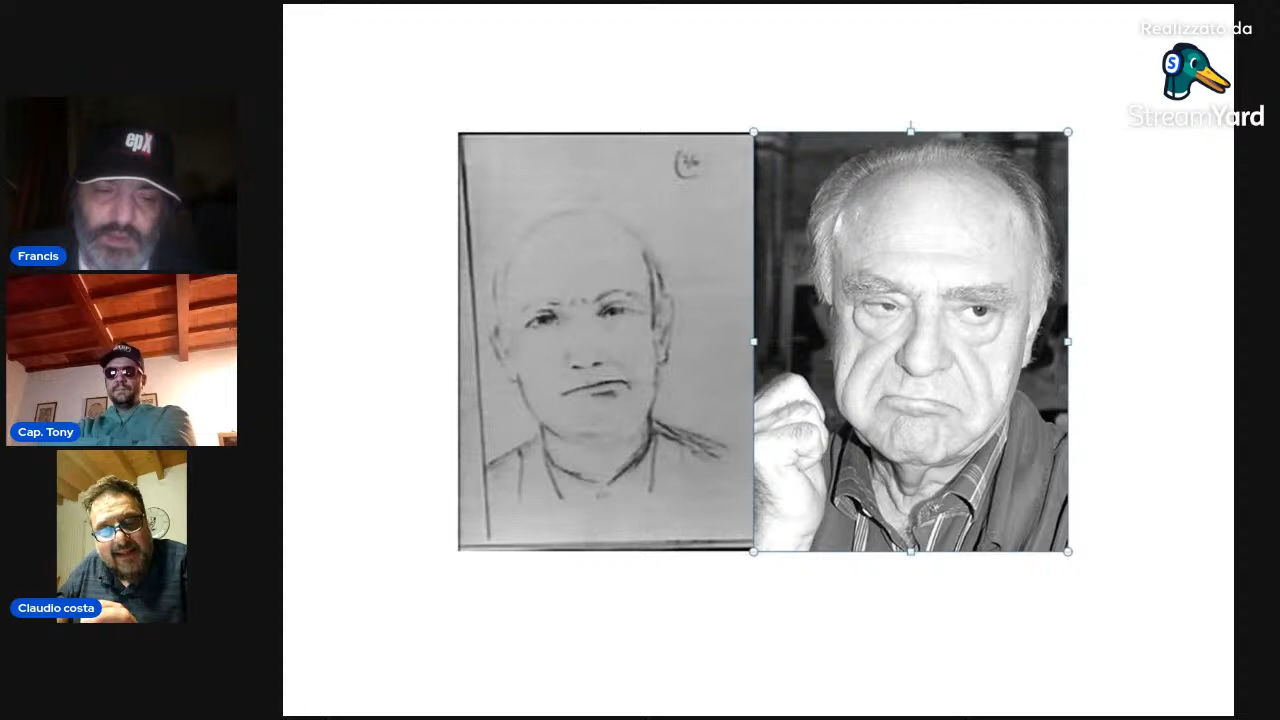 Realizzato da
StreamYard
epX
Francis
Cap. Tony
Claudio costa